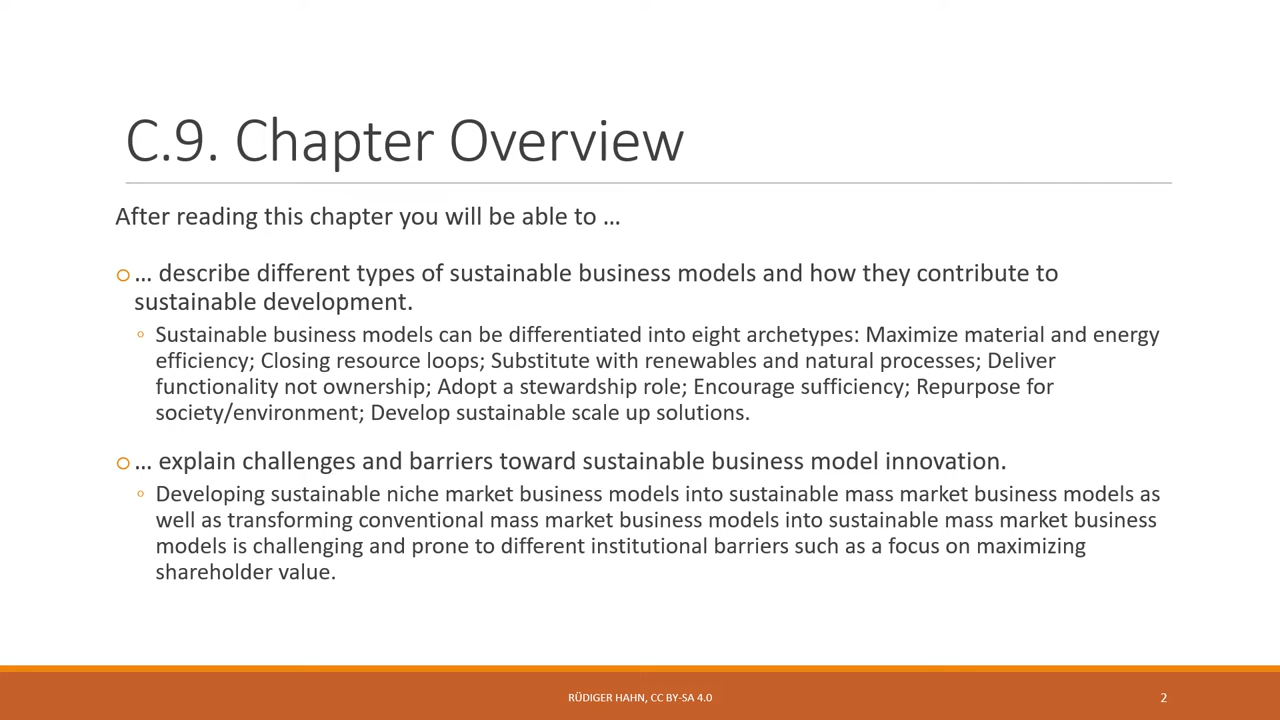 C.9. Chapter Overview
After reading this chapter you will be able to …
… describe different types of sustainable business models and how they contribute to
sustainable development.
Sustainable business models can be differentiated into eight archetypes: Maximize material and energy
efficiency; Closing resource loops; Substitute with renewables and natural processes; Deliver
functionality not ownership; Adopt a stewardship role; Encourage sufficiency; Repurpose for
society/environment; Develop sustainable scale up solutions.
… explain challenges and barriers toward sustainable business model innovation.
Developing sustainable niche market business models into sustainable mass market business models as
well as transforming conventional mass market business models into sustainable mass market business
models is challenging and prone to different institutional barriers such as a focus on maximizing
shareholder value.
RÜDIGER HAHN, CC BY-SA 4.0
2